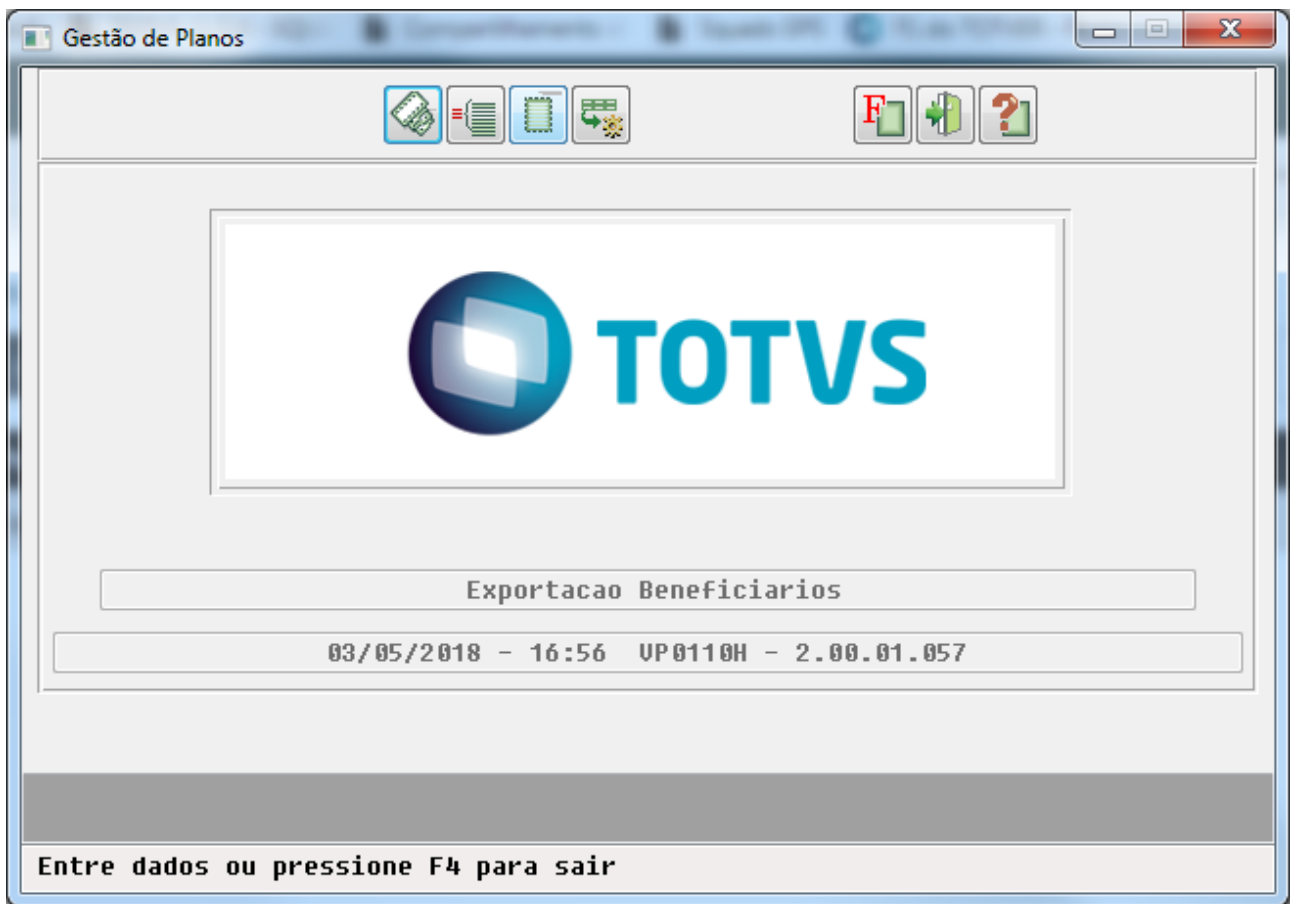 Gestão de Planos
F
TOTVS
Exportacao Beneficiarios
03/05/2018 - 16:56 VP0110H - 2.00.01.057
Entre dados ou pressione F4 para sair